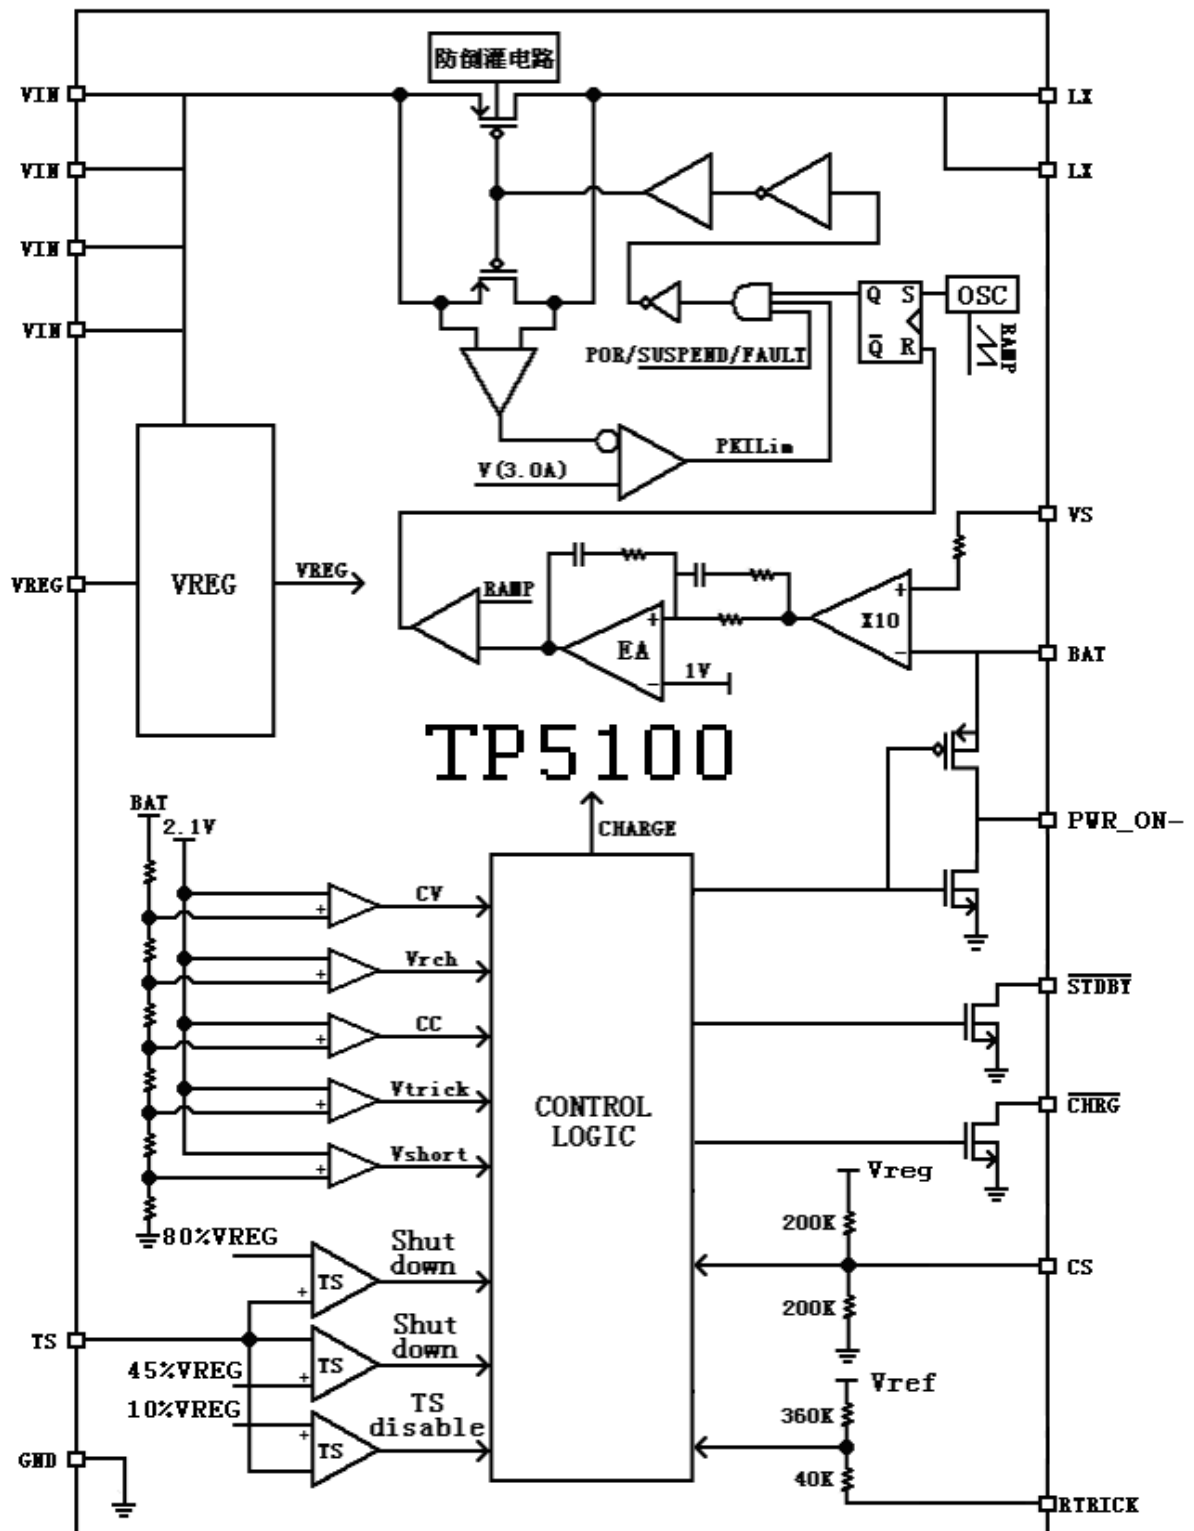 防倒灌电路
VIN
LX
VIN
LX
VIN
VIN
Q S
Q̅ R
OSC
RAMP
POR/SUSPEND/FAULT
PKILim
V(3.0A)
VS
VREG
VREG
VREG
RAMP
+
X10
-
+
EA
-
1V
BAT
TP5100
BAT
2.1V
CHARGE
PWR_ON-
+
CV
+
Vrch
+
CC
+
Vtrick
+
Vshort
CONTROL
LOGIC
STDBY
CHRG
Vreg
200K
CS
200K
80%VREG
+
TS
Shut
down
TS
45%VREG
+
TS
Shut
down
10%VREG
+
TS
TS
disable
Vref
360K
40K
GND
RTRICK